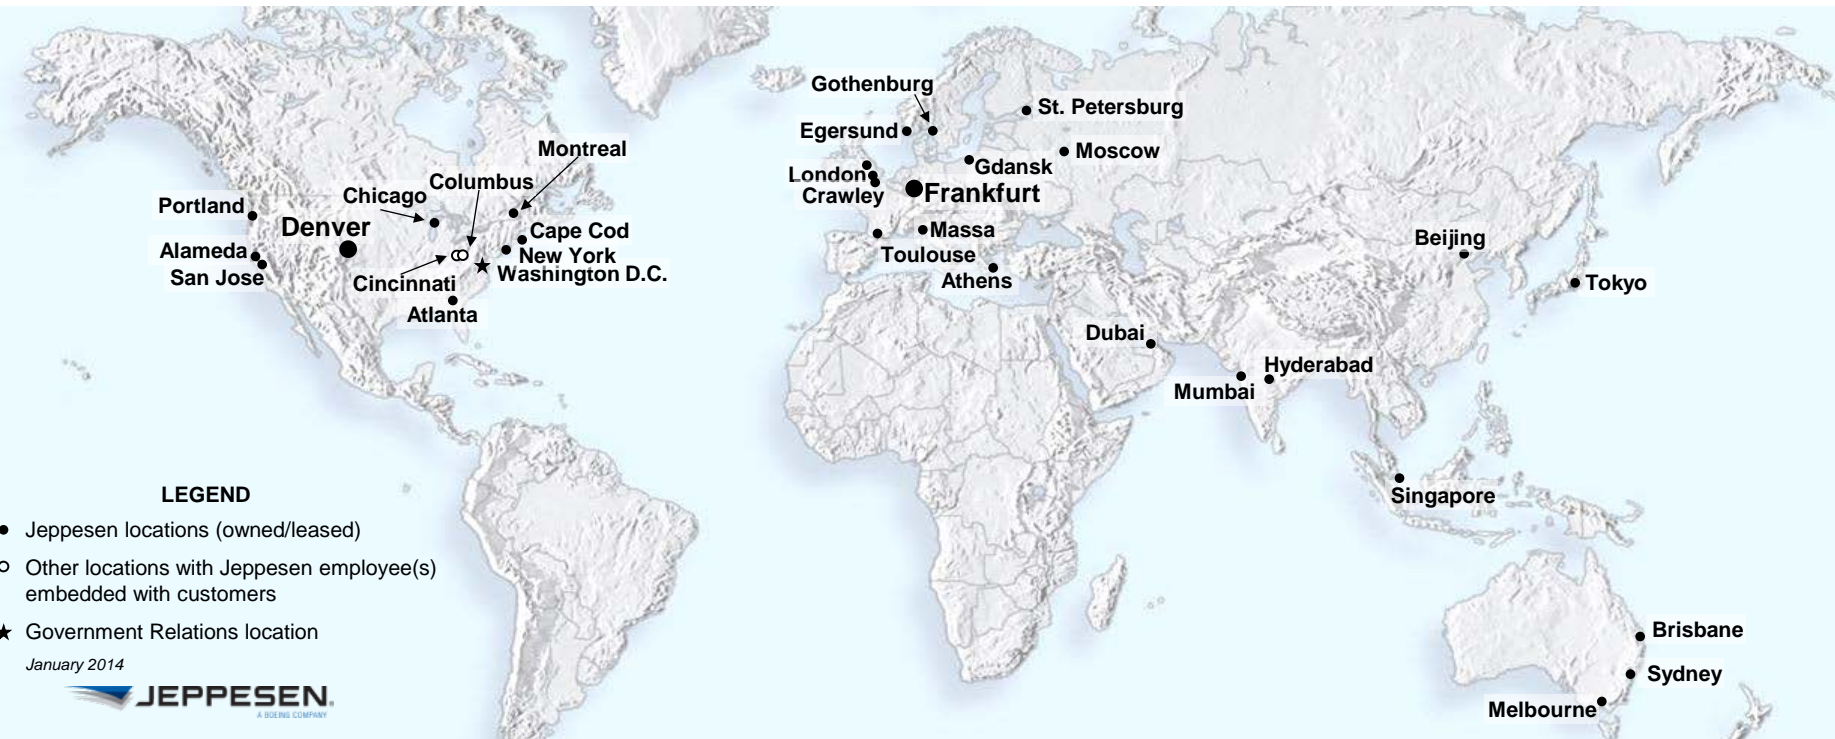 Gothenburg
St. Petersburg
Egersund
Montreal
Moscow
Gdansk
London
Columbus
Chicago
Crawley
Frankfurt
Portland
Denver
Cape Cod
Massa
Beijing
Alameda
New York
Toulouse
San Jose
Washington D.C.
Cincinnati
Athens
Tokyo
Atlanta
Dubai
Hyderabad
Mumbai
Singapore
LEGEND
Jeppesen locations (owned/leased)
Other locations with Jeppesen employee(s)
embedded with customers
Government Relations location
January 2014
JEPPESEN.
A BOEING COMPANY
Brisbane
Sydney
Melbourne